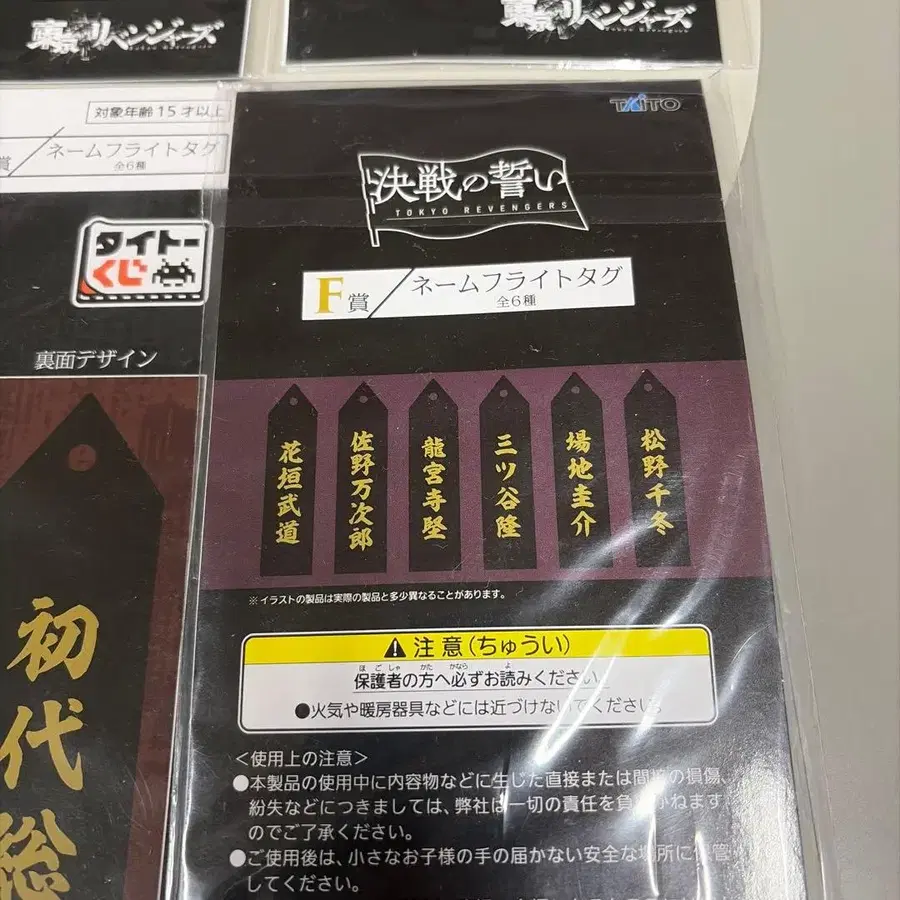 東京リベンジャーズ
東京リベンジャーズ
対象年齢15才以上
賞/ネームフライトタグ
全6種
タイトー
くじ
裏面デザイン
初代総
TAITO
決戦の誓い
TOKYO REVENGERS
F賞/ネームフライトタグ
全6種
花垣武道
佐野万次郎
龍宮寺堅
三ツ谷隆
場地圭介
松野千冬
※イラストの製品は実際の製品と多少異なることがあります。
注意(ちゅうい)
ほごしゃ かた かなら よ
保護者の方へ必ずお読みください。
●火気や暖房器具などには近づけないでください。
<使用上の注意>
●本製品の使用中に内容物などに生じた直接または間接の損傷、
紛失などにつきましては、弊社は一切の責任を負いかねます
のでご了承ください。
●ご使用後は、小さなお子様の手の届かない安全な場所に保管
してください。